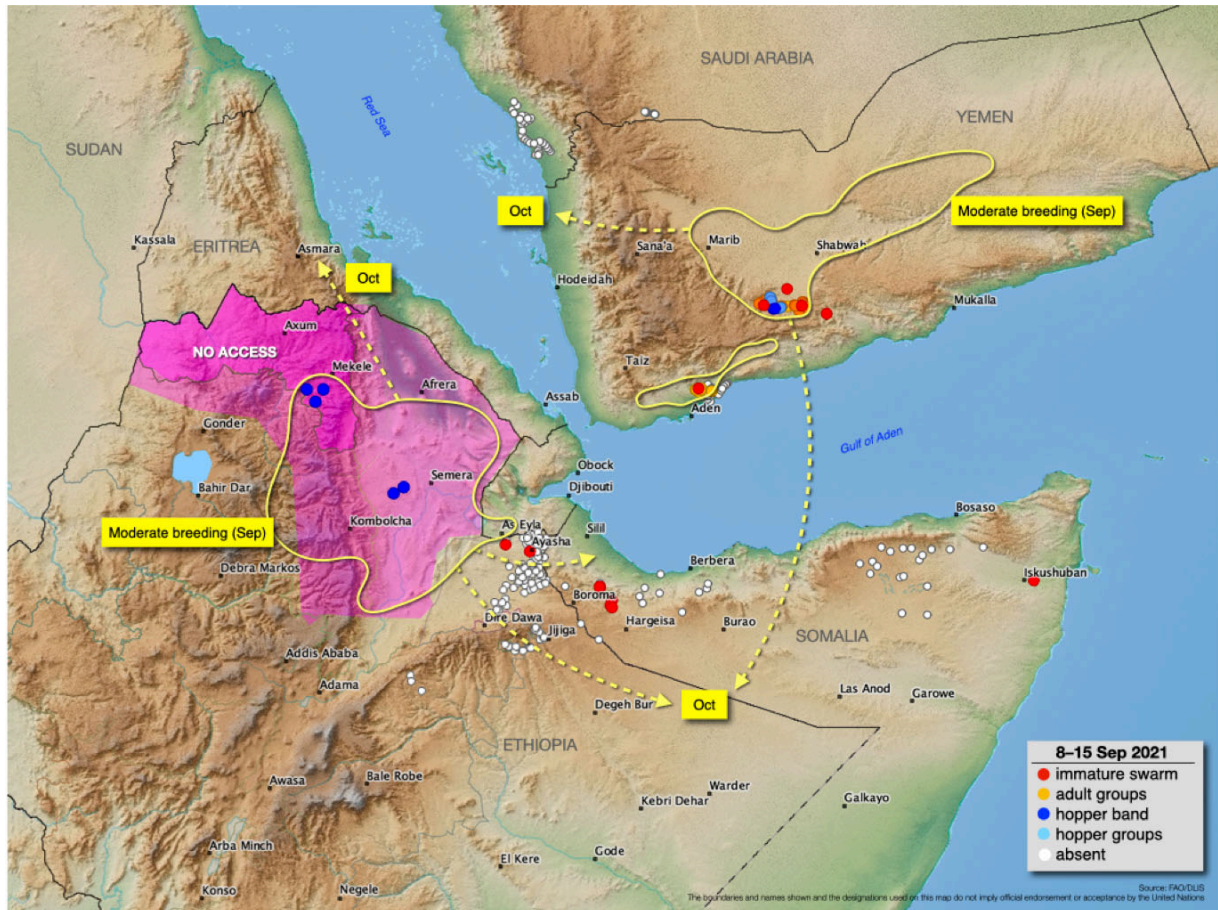 SAUDI ARABIA
Red Sea
YEMEN
SUDAN
Oct
Moderate breeding (Sep)
Kassala
ERITREA
Asmara
Sana'a
Marib
Shabwah
Oct
Hodeidah
Mukalla
Axum
NO ACCESS
Mekele
Taiz
Afrera
Assab
Aden
Gonder
Gulf of Aden
Semera
Obock
Bahir Dar
Djibouti
Bosaso
Moderate breeding (Sep)
Kombolcha
As Eyla
Silil
Ayasha
Berbera
Debra Markos
Iskushuban
Boroma
Dire Dawa
Hargeisa
Burao
Jijiga
SOMALIA
Addis Ababa
Adama
Las Anod
Garowe
Oct
Degeh Bur
ETHIOPIA
8–15 Sep 2021
immature swarm
adult groups
hopper band
hopper groups
absent
Awasa
Bale Robe
Warder
Kebri Dehar
Galkayo
Arba Minch
El Kere
Gode
Konso
Negele
Source: FAO/DLIS
The boundaries and names shown and the designations used on this map do not imply official endorsement or acceptance by the United Nations